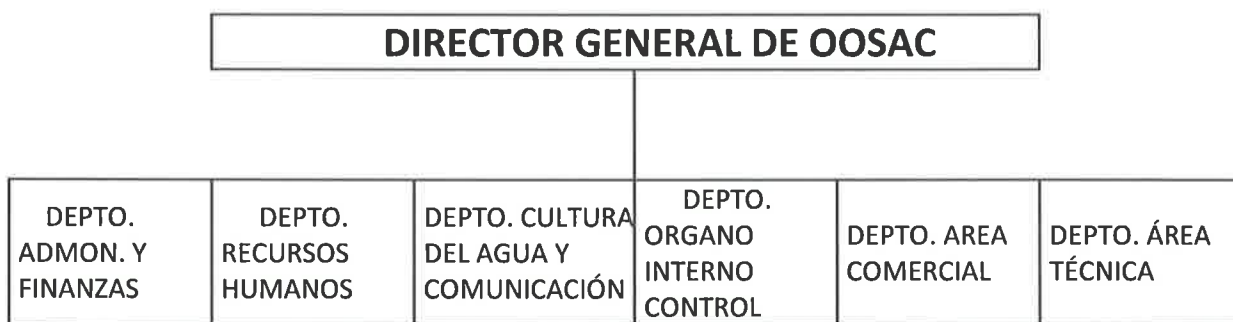 DIRECTOR GENERAL DE OOSAC
DEPTO.
ADMON. Y
FINANZAS
DEPTO.
RECURSOS
HUMANOS
DEPTO. CULTURA
DEL AGUA Y
COMUNICACIÓN
DEPTO.
ORGANO
INTERNO
CONTROL
DEPTO. AREA
COMERCIAL
DEPTO. ÁREA
TÉCNICA